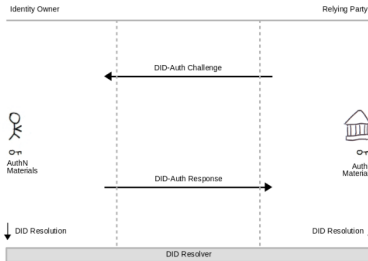 Identity Owner
Relying Party
DID-Auth Challenge
AuthN
Materials
DID-Auth Response
DID Resolution
DID Resolution
DID Resolver